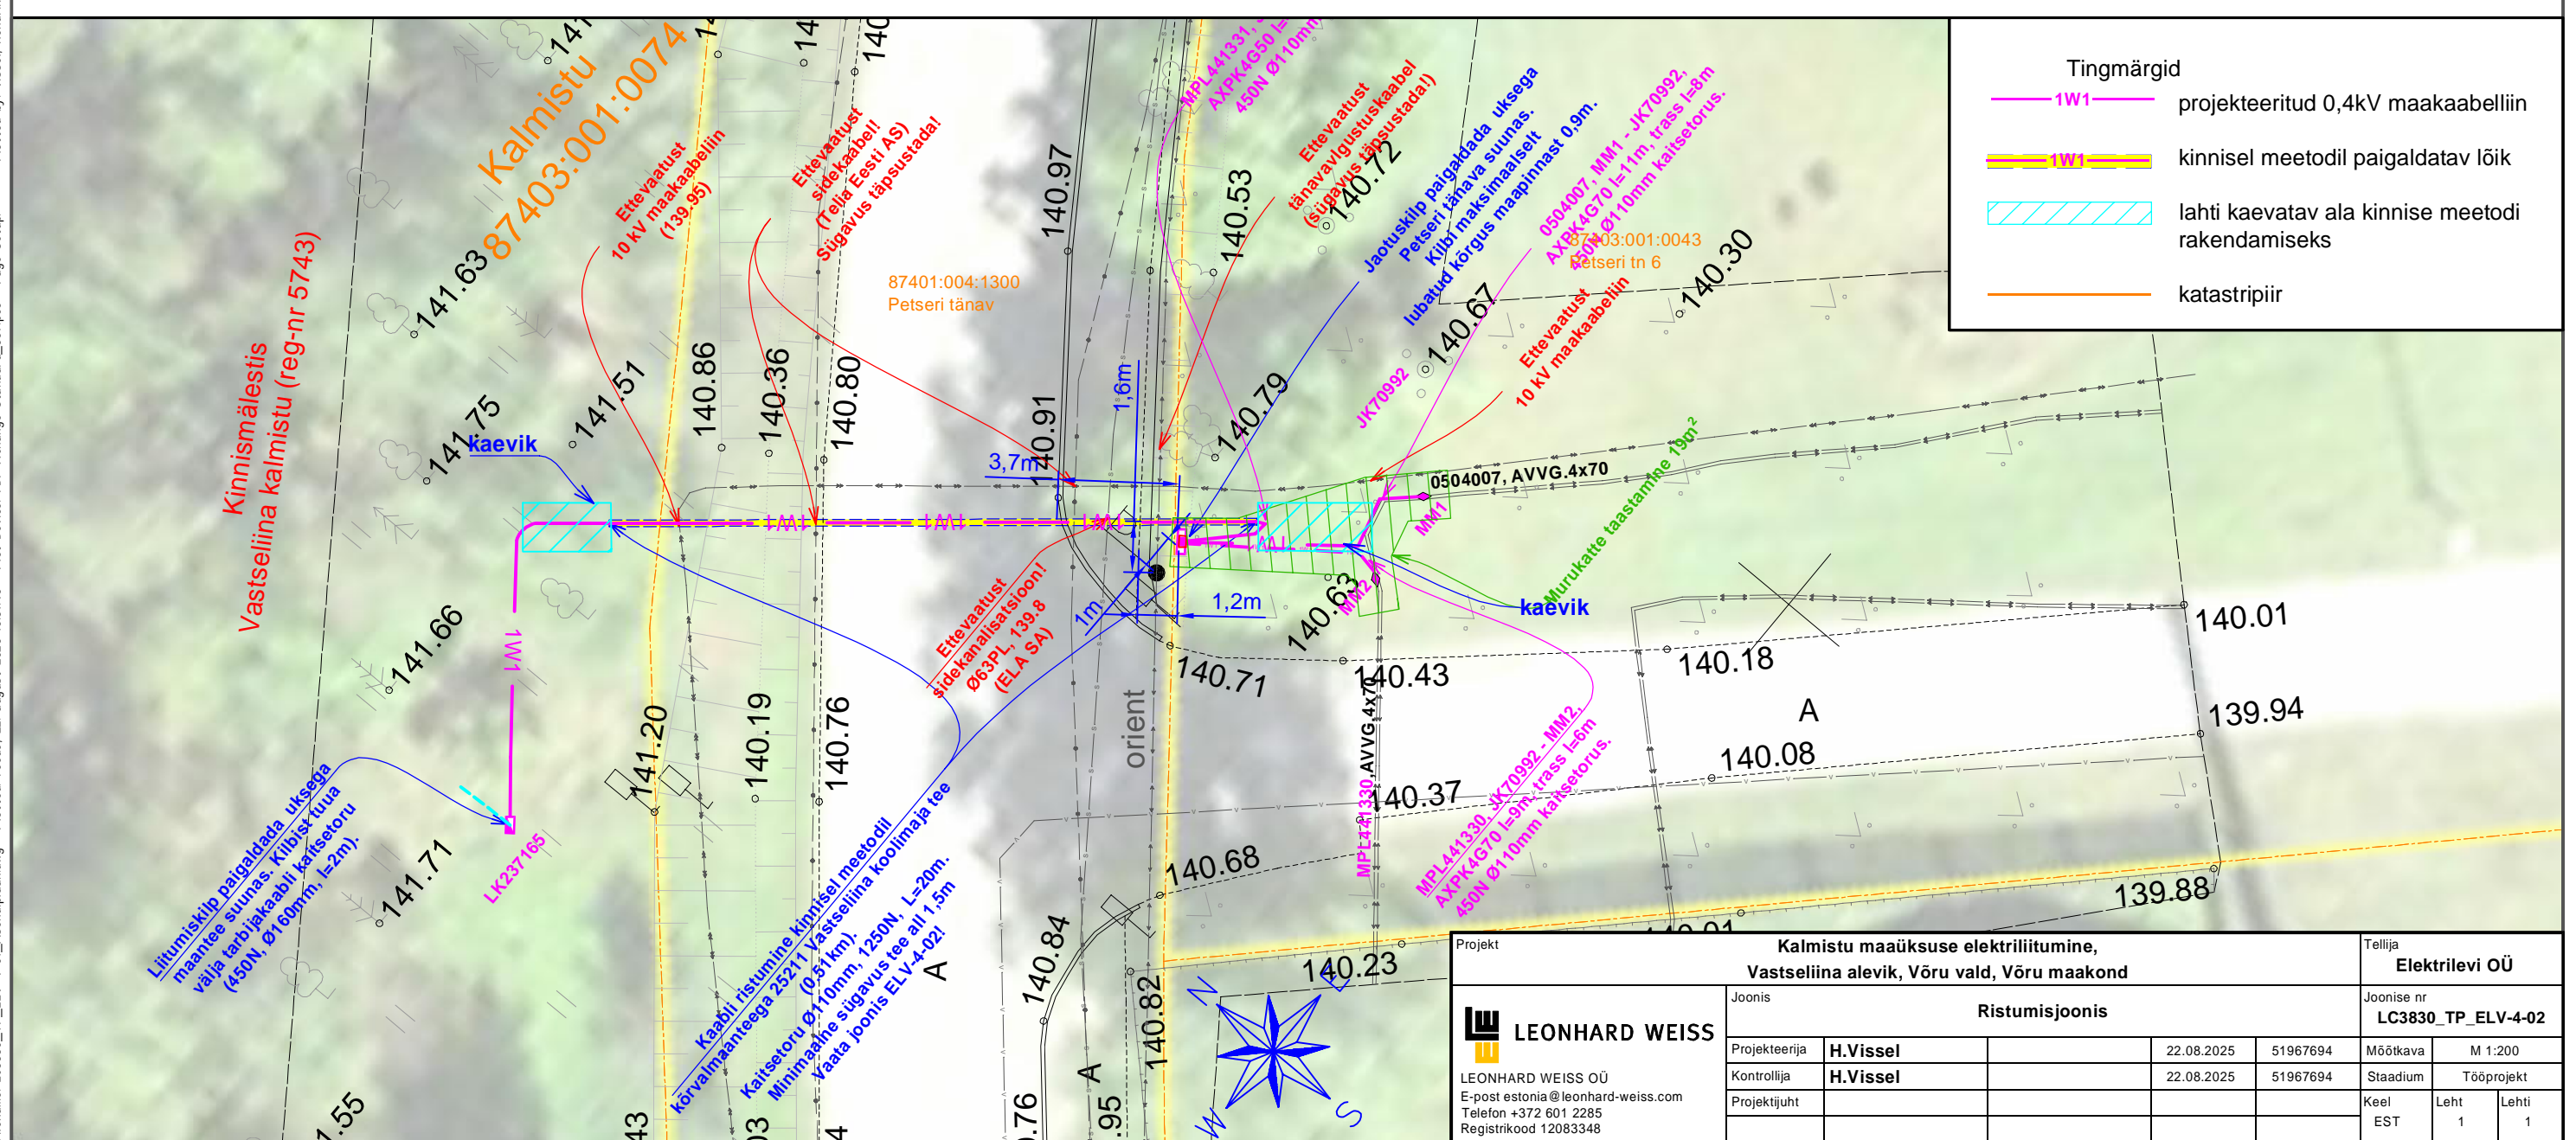 Tingmärgid
1W1
projekteeritud 0,4kV maakaabelliin
1W1
kinnisel meetodil paigaldatav lõik
lahti kaevatav ala kinnise meetodi
rakendamiseks
katastripiir
Kalmistu
87403:001:0074
Kinnismälestis
Vastseliina kalmistu (reg-nr 5743)
Ettevaatust
10 kV maakaabelliin
(139.95)
Ettevaatust
sidekaabel!
(Telia Eesti AS)
Sügavus täpsustada!
87401:004:1300
Petseri tänav
MPL441331,
AXPK4G50
450N Ø110mm
Ettevaatust
tänavavlgustuskaabel
(sügavus täpsustada!)
Jaotuskilp paigaldada uksega
Petseri tänava suunas.
Kilbi maksimaalselt
lubatud kõrgus maapinnast 0,9m.
0504007, MM1 - JK70992,
AXPK4G70 l=11m, trass l=8m
450N Ø110mm kaitsetorus.
87403:001:0043
Petseri tn 6
Ettevaatust
10 kV maakaabelliin
JK70992
141.63
141.51
141.75
141.66
141.71
140.86
140.36
140.80
140.97
140.91
140.53
140.72
140.67
140.30
140.79
kaevik
3,7m
1,6m
1W1
1W1
1W1
1W1
1m
1,2m
0504007, AVVG.4x70
MM1
MM2
Murukatte taastamine 19m²
kaevik
Ettevaatust
sidekanalisatsioon!
Ø63PL, 139.8
(ELA SA)
140.63
140.71
140.43
140.18
140.01
139.94
140.08
140.37
140.68
139.88
140.23
140.84
140.82
141.20
140.19
140.76
orient
A
A
A
MPL441330,AVVG.4x70
MPL441330, JK70992 - MM2,
AXPK4G70 l=9m, trass l=6m
450N Ø110mm kaitsetorus.
LK237165
Liitumiskilp paigaldada uksega
maantee suunas. Kilbist tuua
välja tarbijakaabli kaitsetoru
(450N, Ø160mm, l=2m).
Kaabli ristumine kinnisel meetodil
kõrvalmaanteega 25211 Vastseliina koolimaja tee
(0.51km).
Kaitsetoru Ø110mm, 1250N, L=20m.
Minimaalne sügavus tee all 1,5m
Vaata joonis ELV-4-02!
N
E
S
W
Projekt
Kalmistu maaüksuse elektriliitumine,
Vastseliina alevik, Võru vald, Võru maakond
Tellija
Elektrilevi OÜ
LEONHARD WEISS
LEONHARD WEISS OÜ
E-post estonia@leonhard-weiss.com
Telefon +372 601 2285
Registrikood 12083348
Joonis
Ristumisjoonis
Joonise nr
LC3830_TP_ELV-4-02
Projekteerija H.Vissel 22.08.2025 51967694 Mõõtkava M 1:200
Kontrollija H.Vissel 22.08.2025 51967694 Staadium Tööprojekt
Projektijuht
Keel EST Leht 1 Lehti 1